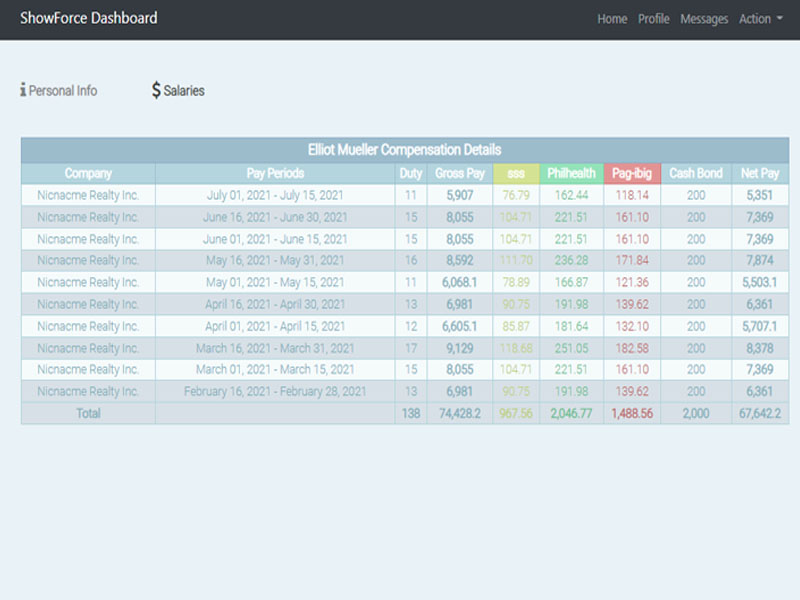 ShowForce Dashboard Home Profile Messages Action
Personal Info $ Salaries
Elliot Mueller Compensation Details
Company Pay Periods Duty Gross Pay sss Philhealth Pag-ibig Cash Bond Net Pay
Nicnacme Realty Inc. July 01, 2021 - July 15, 2021 11 5,907 76.79 162.44 118.14 200 5,351
Nicnacme Realty Inc. June 16, 2021 - June 30, 2021 15 8,055 104.71 221.51 161.10 200 7,369
Nicnacme Realty Inc. June 01, 2021 - June 15, 2021 15 8,055 104.71 221.51 161.10 200 7,369
Nicnacme Realty Inc. May 16, 2021 - May 31, 2021 16 8,592 111.70 236.28 171.84 200 7,874
Nicnacme Realty Inc. May 01, 2021 - May 15, 2021 11 6,068.1 78.89 166.87 121.36 200 5,503.1
Nicnacme Realty Inc. April 16, 2021 - April 30, 2021 13 6,981 90.75 191.98 139.62 200 6,361
Nicnacme Realty Inc. April 01, 2021 - April 15, 2021 12 6,605.1 85.87 181.64 132.10 200 5,707.1
Nicnacme Realty Inc. March 16, 2021 - March 31, 2021 17 9,129 118.68 251.05 182.58 200 8,378
Nicnacme Realty Inc. March 01, 2021 - March 15, 2021 15 8,055 104.71 221.51 161.10 200 7,369
Nicnacme Realty Inc. February 16, 2021 - February 28, 2021 13 6,981 90.75 191.98 139.62 200 6,361
Total 138 74,428.2 967.56 2,046.77 1,488.56 2,000 67,642.2